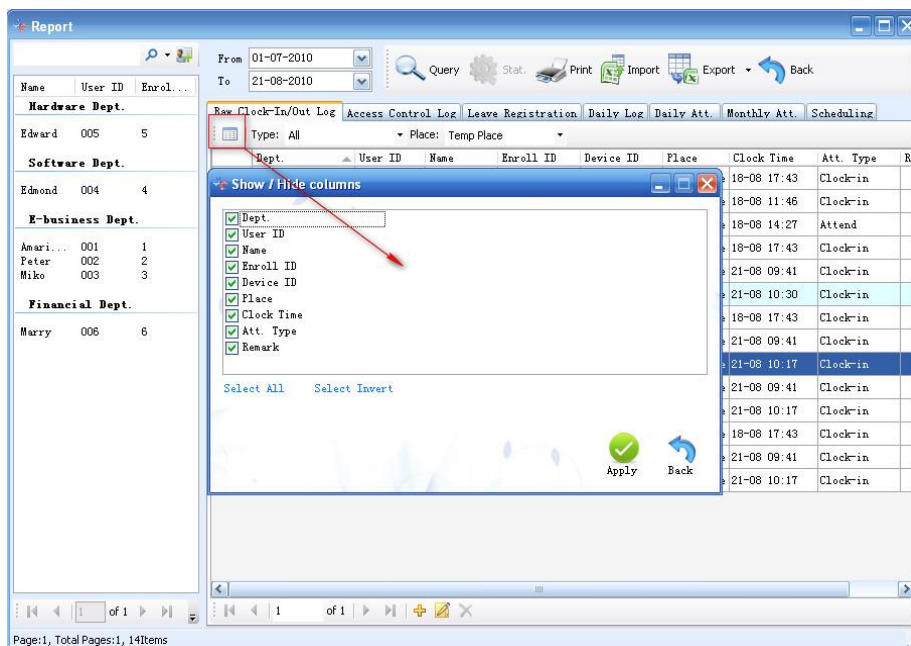 Report
From 01-07-2010
To 21-08-2010
Query Stat. Print Import Export Back
Name User ID Enrol...
Hardware Dept.
Edward 005 5
Software Dept.
Edmond 004 4
E-business Dept.
Amari... 001 1
Peter 002 2
Miko 003 3
Financial Dept.
Marry 006 6
Raw Clock-In/Out Log Access Control Log Leave Registration Daily Log Daily Att. Monthly Att. Scheduling
Type: All Place: Temp Place
Dept. User ID Name Enroll ID Device ID Place Clock Time Att. Type R
18-08 17:43 Clock-in
18-08 11:46 Clock-in
18-08 14:27 Attend
18-08 17:43 Clock-in
21-08 09:41 Clock-in
21-08 10:30 Clock-in
18-08 17:43 Clock-in
21-08 09:41 Clock-in
21-08 10:17 Clock-in
21-08 09:41 Clock-in
21-08 10:17 Clock-in
18-08 17:43 Clock-in
21-08 09:41 Clock-in
21-08 10:17 Clock-in
Show / Hide columns
Dept.
User ID
Name
Enroll ID
Device ID
Place
Clock Time
Att. Type
Remark
Select All Select Invert
Apply Back
1 of 1
1 of 1
Page:1, Total Pages:1, 14Items